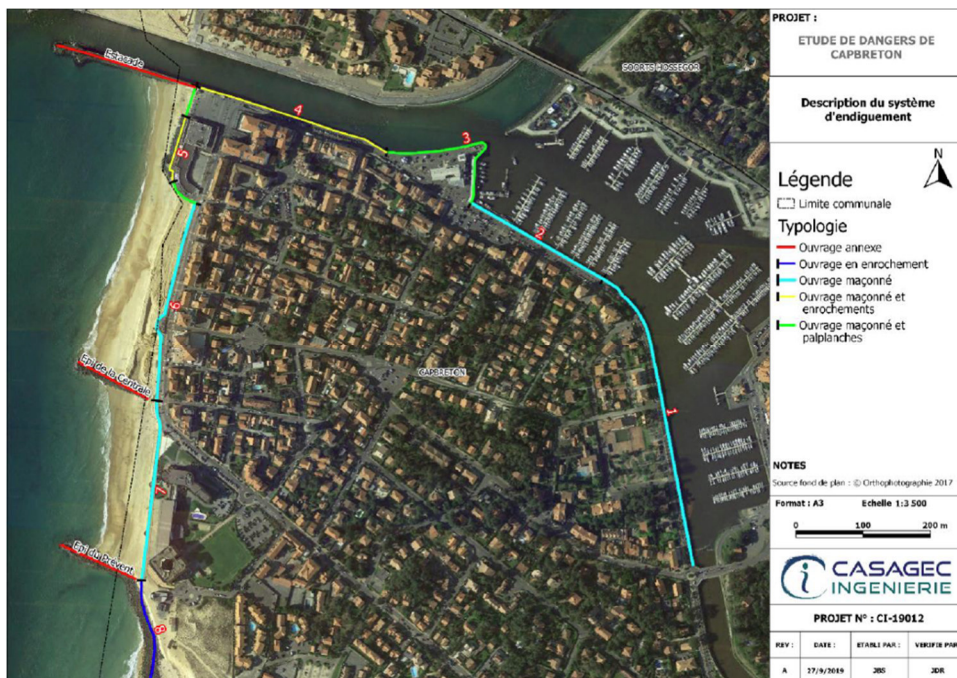 PROJET :
ETUDE DE DANGERS DE
CAPBRETON
Description du système
d'endiguement
N
Légende
Limite communale
Typologie
Ouvrage annexe
Ouvrage en enrochement
Ouvrage maçonné
Ouvrage maçonné et
enrochements
Ouvrage maçonné et
palplanches
NOTES
Source fond de plan : © Orthophotographie 2017
Format : A3 Echelle 1:3 500
0 100 200 m
CASAGEC
INGENIERIE
PROJET N° : CI-19012
REV : DATE : ETABLI PAR : VERIFIE PAR
A 27/9/2019 JBS JDR
Estacade
SOORTS HOSSEGOR
4
3
5
2
6
Epi de la Centrale
CAPBRETON
1
7
Epi du Prévent
8